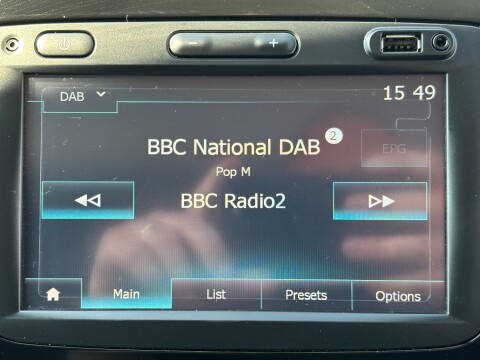 DAB
15 49
BBC National DAB
2
EPG
Pop M
BBC Radio2
Main
List
Presets
Options